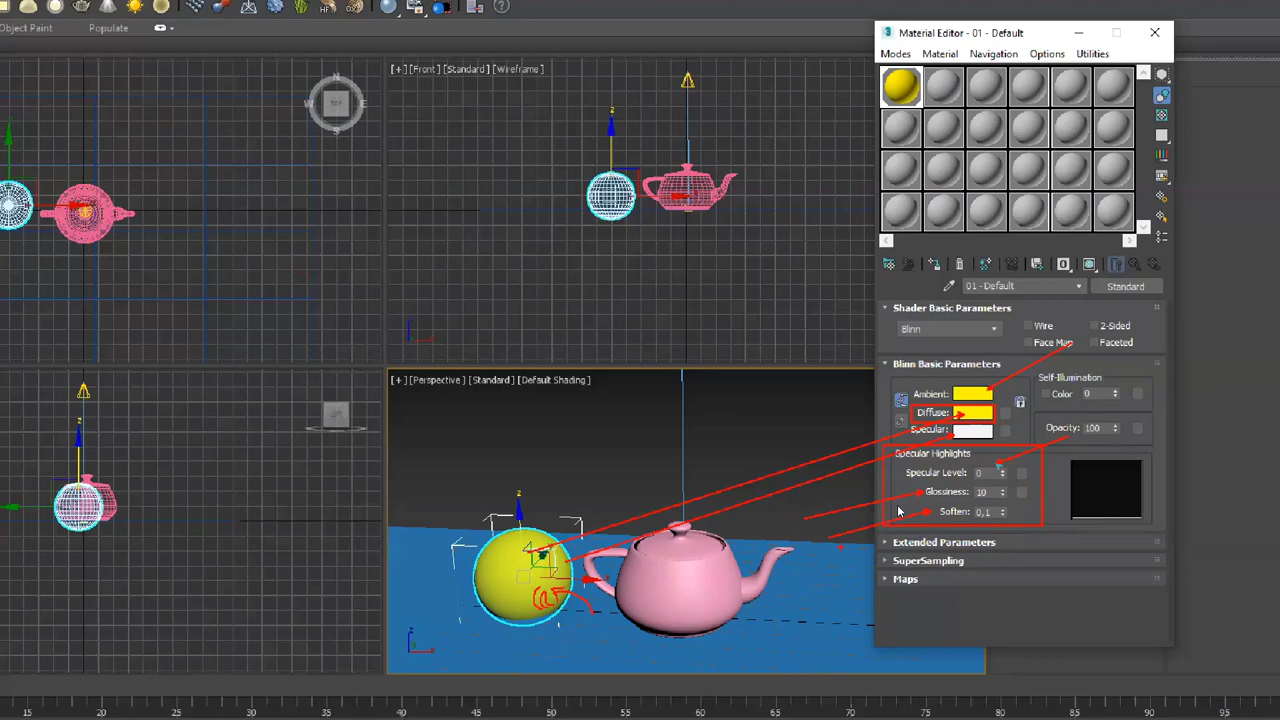 Material Editor - 01 - Default
Object Paint
Populate
Modes
Material
Navigation
Options
Utilities
[+] [Front] [Standard] [Wireframe]
N
W
TOP
E
S
01 - Default
Standard
Shader Basic Parameters
Blinn
Wire
2-Sided
Face Map
Faceted
Blinn Basic Parameters
[+] [Perspective] [Standard] [Default Shading]
Self-Illumination
Ambient:
Color
0
Diffuse:
Specular:
Opacity:
100
Specular Highlights
Specular Level:
0
Glossiness:
10
Soften:
0,1
Extended Parameters
SuperSampling
Maps
z
x
15
20
25
30
35
40
45
50
55
60
65
70
75
80
85
90
95